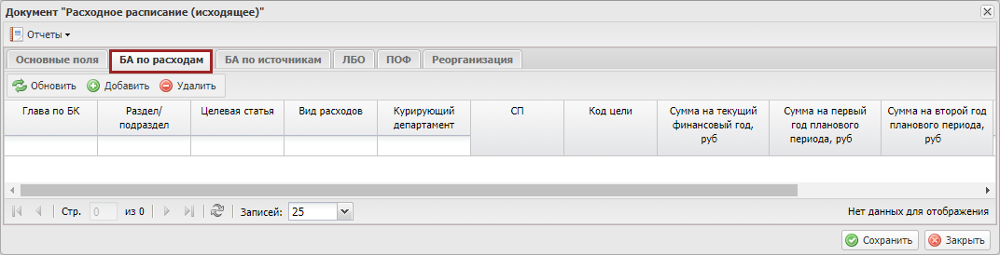 Документ "Расходное расписание (исходящее)"
Отчеты
Основные поля БА по расходам БА по источникам ЛБО ПОФ Реорганизация
Обновить Добавить Удалить
Глава по БК
Раздел/
подраздел
Целевая статья
Вид расходов
Курирующий
департамент
СП
Код цели
Сумма на текущий
финансовый год,
руб
Сумма на первый
год планового
периода, руб
Сумма на второй год
планового периода,
руб
Стр. 0 из 0 Записей: 25 Нет данных для отображения
Сохранить Закрыть